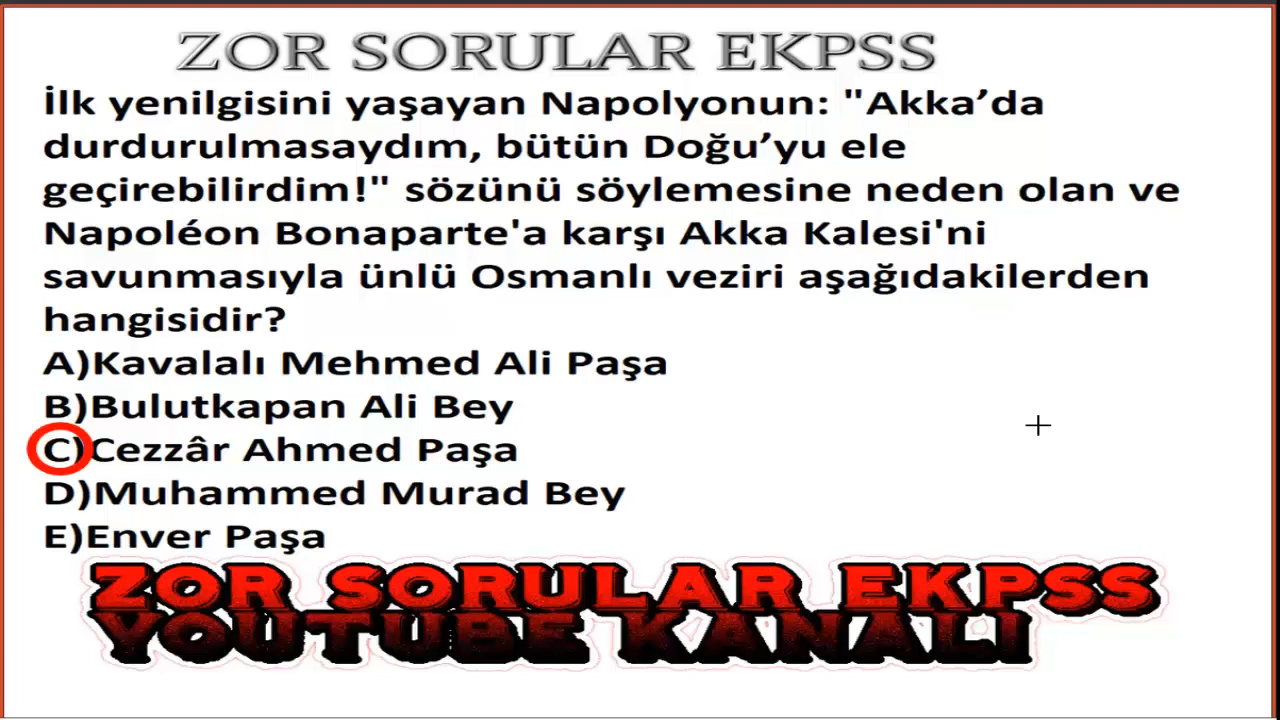 ZOR SORULAR EKPSS
İlk yenilgisini yaşayan Napolyonun: "Akka’da
durdurulmasaydım, bütün Doğu’yu ele
geçirebilirdim!" sözünü söylemesine neden olan ve
Napoléon Bonaparte'a karşı Akka Kalesi'ni
savunmasıyla ünlü Osmanlı veziri aşağıdakilerden
hangisidir?
A)Kavalalı Mehmed Ali Paşa
B)Bulutkapan Ali Bey
C)Cezzâr Ahmed Paşa
D)Muhammed Murad Bey
E)Enver Paşa
ZOR SORULAR EKPSS
YOUTUBE KANALI